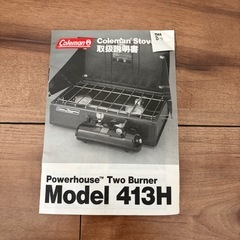 Coleman
Coleman Stove
取扱説明書
Powerhouse™ Two Burner
Model 413H